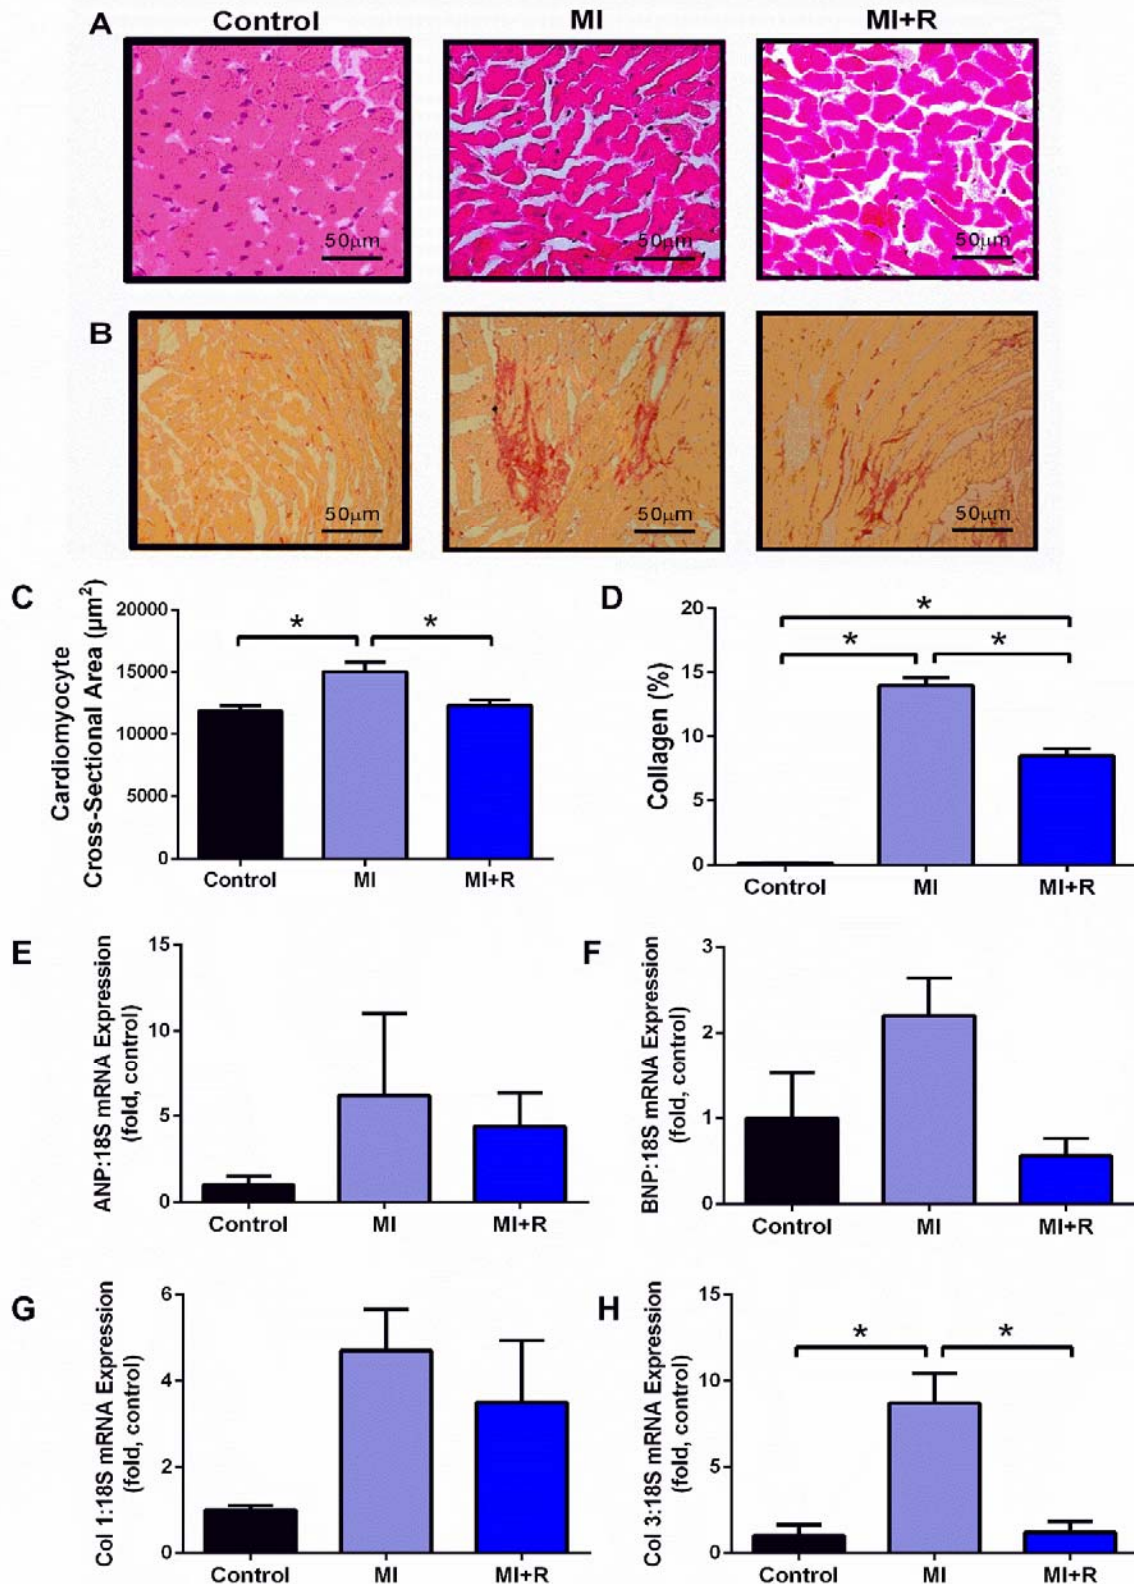 A Control MI MI+R
50μm 50μm 50μm
B
50μm 50μm 50μm
C
Cardiomyocyte
Cross-Sectional Area (μm²)
20000
15000
10000
5000
0
* *
Control MI MI+R
D
Collagen (%)
20
15
10
5
0
*
* *
Control MI MI+R
E
ANP:18S mRNA Expression
(fold, control)
15
10
5
0
Control MI MI+R
F
BNP:18S mRNA Expression
(fold, control)
3
2
1
0
Control MI MI+R
G
Col 1:18S mRNA Expression
(fold, control)
6
4
2
0
Control MI MI+R
H
Col 3:18S mRNA Expression
(fold, control)
15
10
5
0
* *
Control MI MI+R